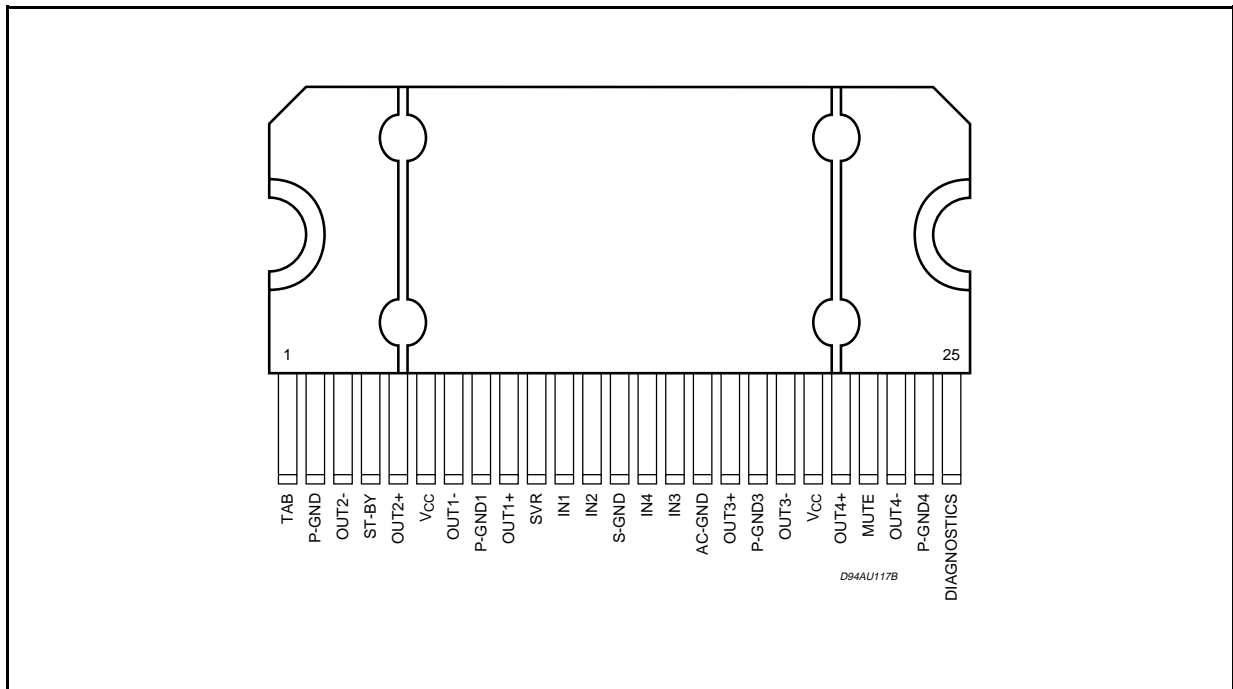 1
25
TAB
P-GND
OUT2-
ST-BY
OUT2+
VCC
OUT1-
P-GND1
OUT1+
SVR
IN1
IN2
S-GND
IN4
IN3
AC-GND
OUT3+
P-GND3
OUT3-
VCC
OUT4+
MUTE
OUT4-
P-GND4
DIAGNOSTICS
D94AU117B